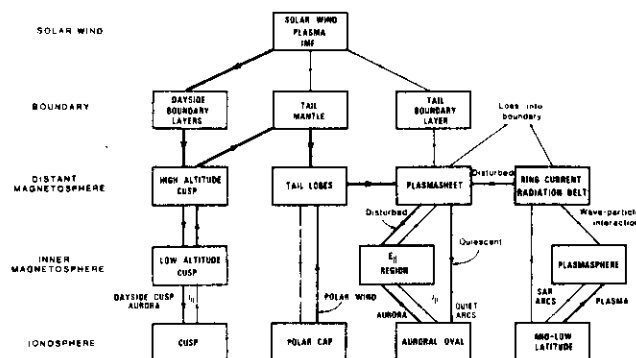 SOLAR WIND
SOLAR WIND
PLASMA
IMF
BOUNDARY
DAYSIDE
BOUNDARY
LAYERS
TAIL
MANTLE
TAIL
BOUNDARY
LAYER
Loss into
boundary
DISTANT
MAGNETOSPHERE
HIGH ALTITUDE
CUSP
TAIL LOBES
PLASMASHEET
Disturbed
RING CURRENT
RADIATION BELT
Disturbed
Quiescent
Wave-particle
interaction
INNER
MAGNETOSPHERE
LOW ALTITUDE
CUSP
E||
REGION
PLASMASPHERE
DAYSIDE CUSP
AURORA
POLAR WIND
AURORA
QUIET
ARCS
SAR
ARCS
PLASMA
IONOSPHERE
CUSP
POLAR CAP
AURORAL OVAL
MID-LOW
LATITUDE